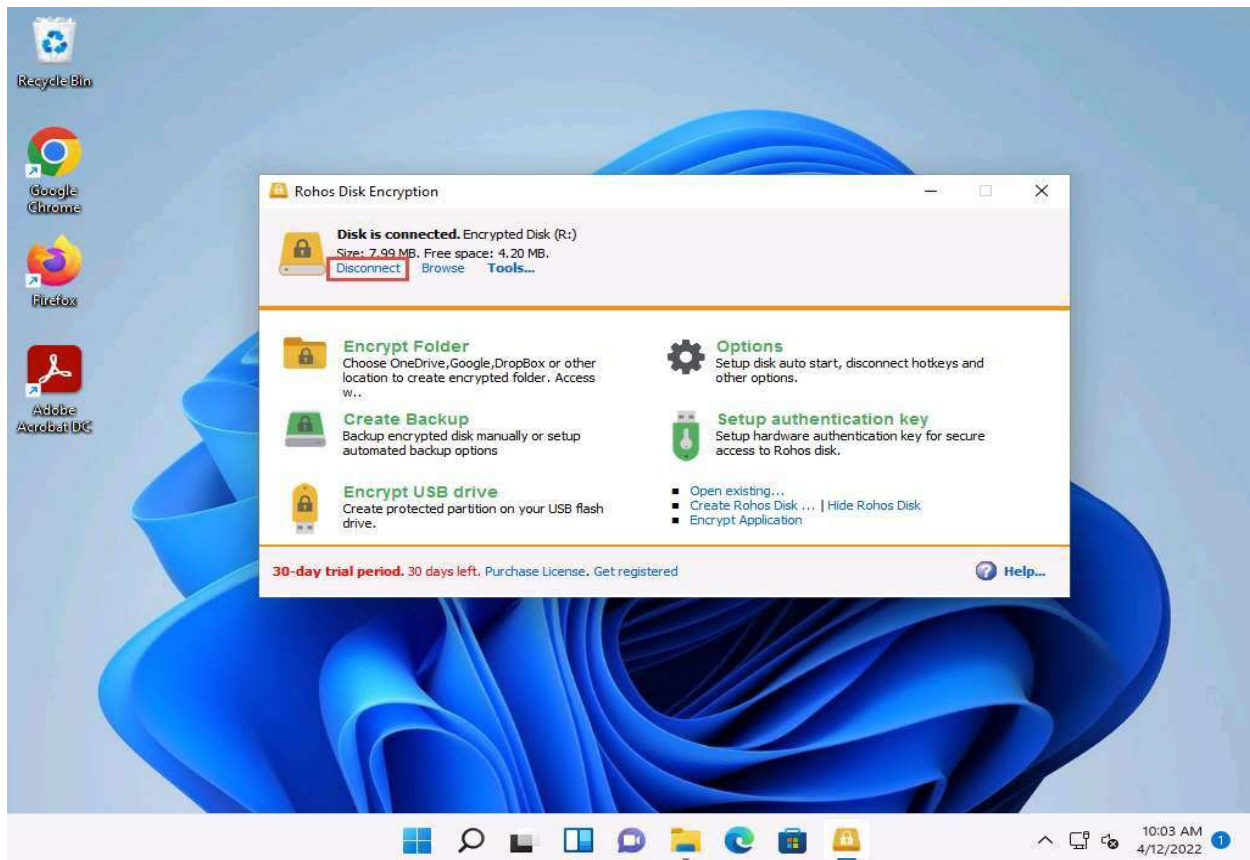 Recycle Bin
Google
Chrome
Firefox
Adobe
Acrobat DC
Rohos Disk Encryption
Disk is connected. Encrypted Disk (R:)
Size: 7.99 MB. Free space: 4.20 MB.
Disconnect Browse Tools...
Encrypt Folder
Choose OneDrive,Google,DropBox or other
location to create encrypted folder. Access
w..
Options
Setup disk auto start, disconnect hotkeys and
other options.
Create Backup
Backup encrypted disk manually or setup
automated backup options
Setup authentication key
Setup hardware authentication key for secure
access to Rohos disk.
Encrypt USB drive
Create protected partition on your USB flash
drive.
Open existing...
Create Rohos Disk ... | Hide Rohos Disk
Encrypt Application
30-day trial period. 30 days left. Purchase License. Get registered
Help...
10:03 AM
4/12/2022
1